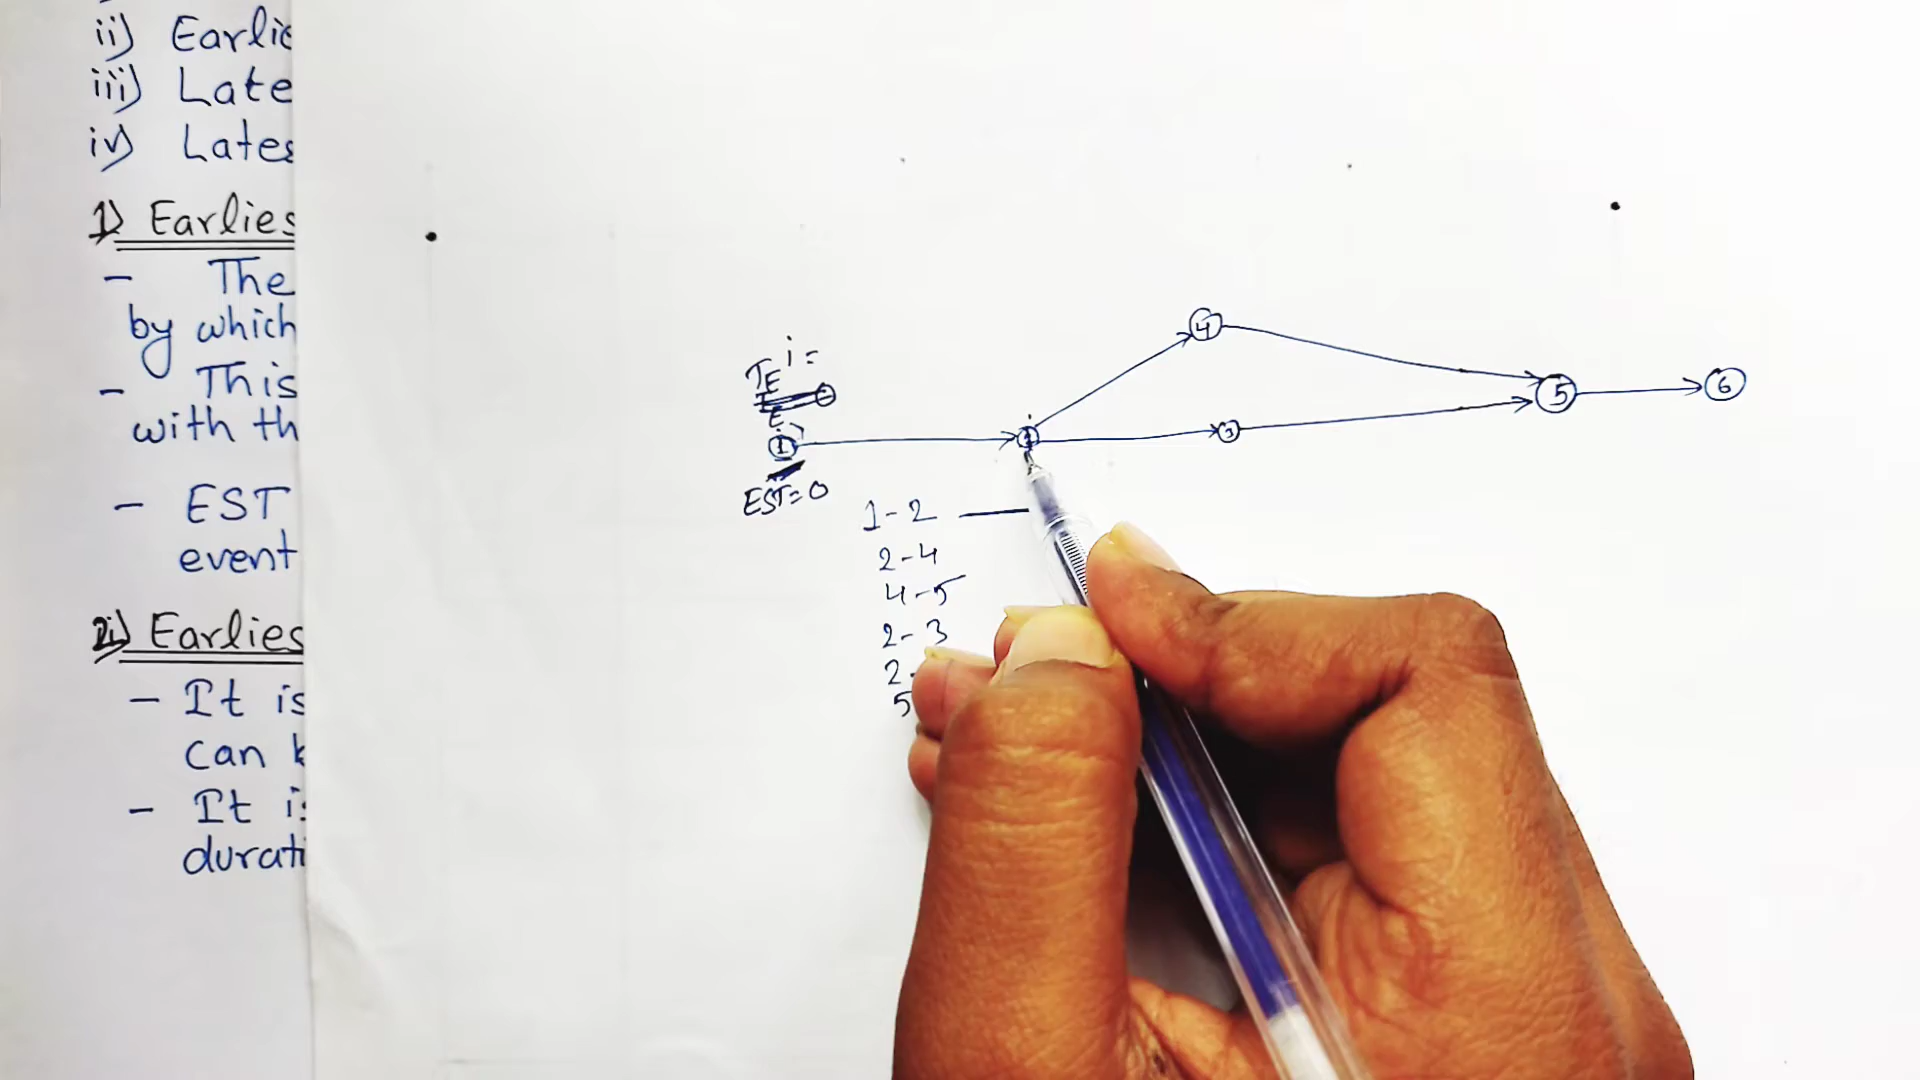 ii) Earlie
iii) Late
iv) Lates
1) Earlies
- The
by which
- This
with th
- EST
event
Earlies
- It is
can b
- It is
durati
TE i =
E
1
EST=0
4
3
5
6
1-2
2-4
4-5
2-3
2-
5